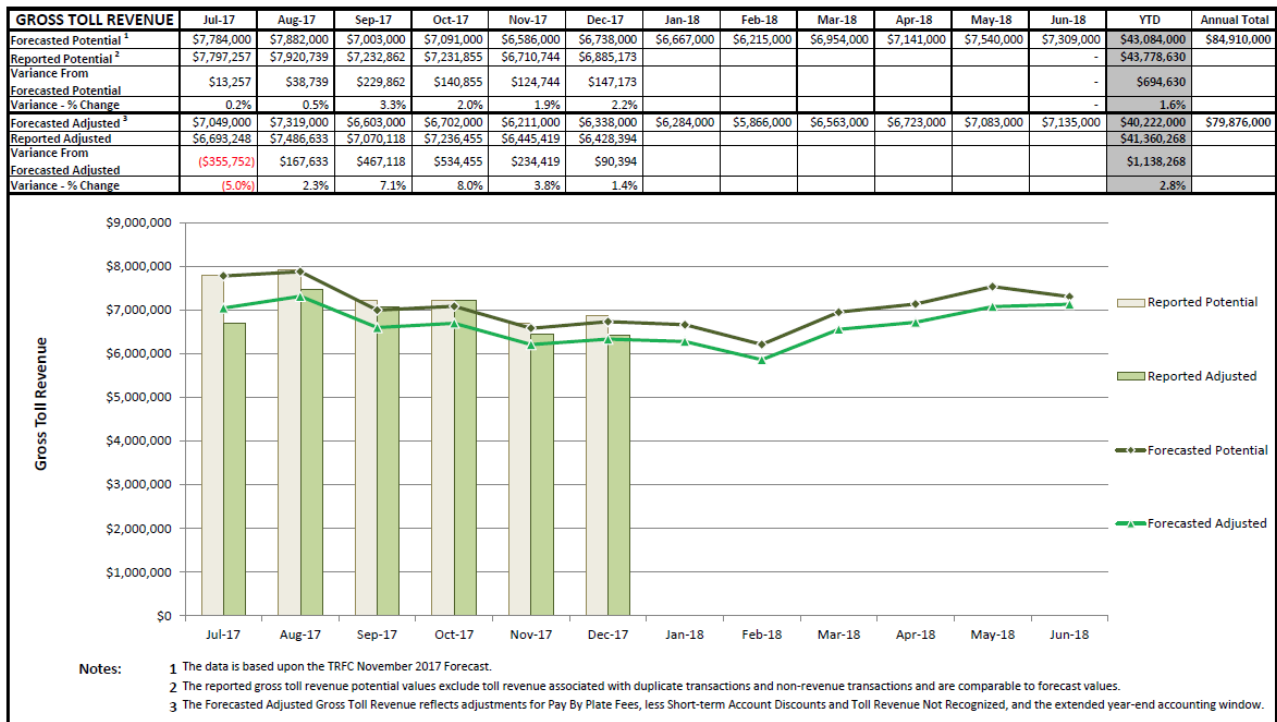 GROSS TOLL REVENUE Jul-17 Aug-17 Sep-17 Oct-17 Nov-17 Dec-17 Jan-18 Feb-18 Mar-18 Apr-18 May-18 Jun-18 YTD Annual Total
Forecasted Potential 1 $7,784,000 $7,882,000 $7,003,000 $7,091,000 $6,586,000 $6,738,000 $6,667,000 $6,215,000 $6,954,000 $7,141,000 $7,540,000 $7,309,000 $43,084,000 $84,910,000
Reported Potential 2 $7,797,257 $7,920,739 $7,232,862 $7,231,855 $6,710,744 $6,885,173 - $43,778,630
Variance From
Forecasted Potential $13,257 $38,739 $229,862 $140,855 $124,744 $147,173 - $694,630
Variance - % Change 0.2% 0.5% 3.3% 2.0% 1.9% 2.2% - 1.6%
Forecasted Adjusted 3 $7,049,000 $7,319,000 $6,603,000 $6,702,000 $6,211,000 $6,338,000 $6,284,000 $5,866,000 $6,563,000 $6,723,000 $7,083,000 $7,135,000 $40,222,000 $79,876,000
Reported Adjusted $6,693,248 $7,486,633 $7,070,118 $7,236,455 $6,445,419 $6,428,394 $41,360,268
Variance From
Forecasted Adjusted ($355,752) $167,633 $467,118 $534,455 $234,419 $90,394 $1,138,268
Variance - % Change (5.0%) 2.3% 7.1% 8.0% 3.8% 1.4% 2.8%
Gross Toll Revenue
$9,000,000
$8,000,000
$7,000,000
$6,000,000
$5,000,000
$4,000,000
$3,000,000
$2,000,000
$1,000,000
$0
Jul-17 Aug-17 Sep-17 Oct-17 Nov-17 Dec-17 Jan-18 Feb-18 Mar-18 Apr-18 May-18 Jun-18
Reported Potential
Reported Adjusted
Forecasted Potential
Forecasted Adjusted
Notes: 1 The data is based upon the TRFC November 2017 Forecast.
2 The reported gross toll revenue potential values exclude toll revenue associated with duplicate transactions and non-revenue transactions and are comparable to forecast values.
3 The Forecasted Adjusted Gross Toll Revenue reflects adjustments for Pay By Plate Fees, less Short-term Account Discounts and Toll Revenue Not Recognized, and the extended year-end accounting window.